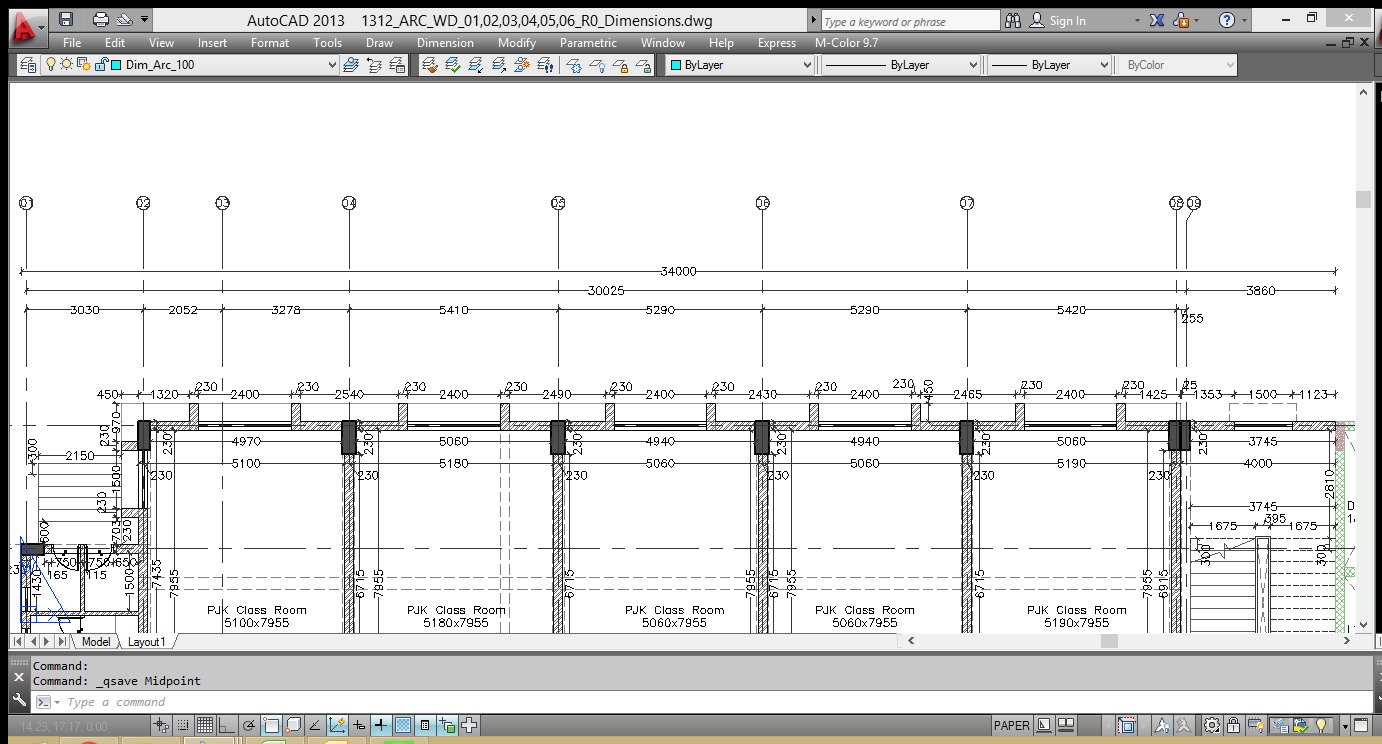 AutoCAD 2013 1312_ARC_WD_01,02,03,04,05,06_R0_Dimensions.dwg Type a keyword or phrase Sign In
File Edit View Insert Format Tools Draw Dimension Modify Parametric Window Help Express M-Color 9.7
Dim_Arc_100 ByLayer ByLayer ByLayer ByColor
01 02 03 04 05 06 07 08 09
34000
30025 3860
3030 2052 3278 5410 5290 5290 5420 255
230 230 230 230 230 230 230 230 450 230 230 25
450 1320 2400 2540 2400 2490 2400 2430 2400 2465 2400 1425 1353 1500 1123
970
230 230 4970 230 5060 230 4940 230 4940 230 5060 230 3745
300 2150 5100 5180 5060 5060 5190 4000
1500 230 230 230 230 230 2810
230 3745
600 230 703 1675 395 1675
750 750 650 300 300
165 115 1430 1500 7435 7955 6715 7955 6715 6715 7955 6715 7955 6915
PJK Class Room PJK Class Room PJK Class Room PJK Class Room PJK Class Room
5100x7955 5180x7955 5060x7955 5060x7955 5190x7955
Model Layout1
Command:
Command: _qsave Midpoint
Type a command
14.29, 17.17, 0.00 PAPER